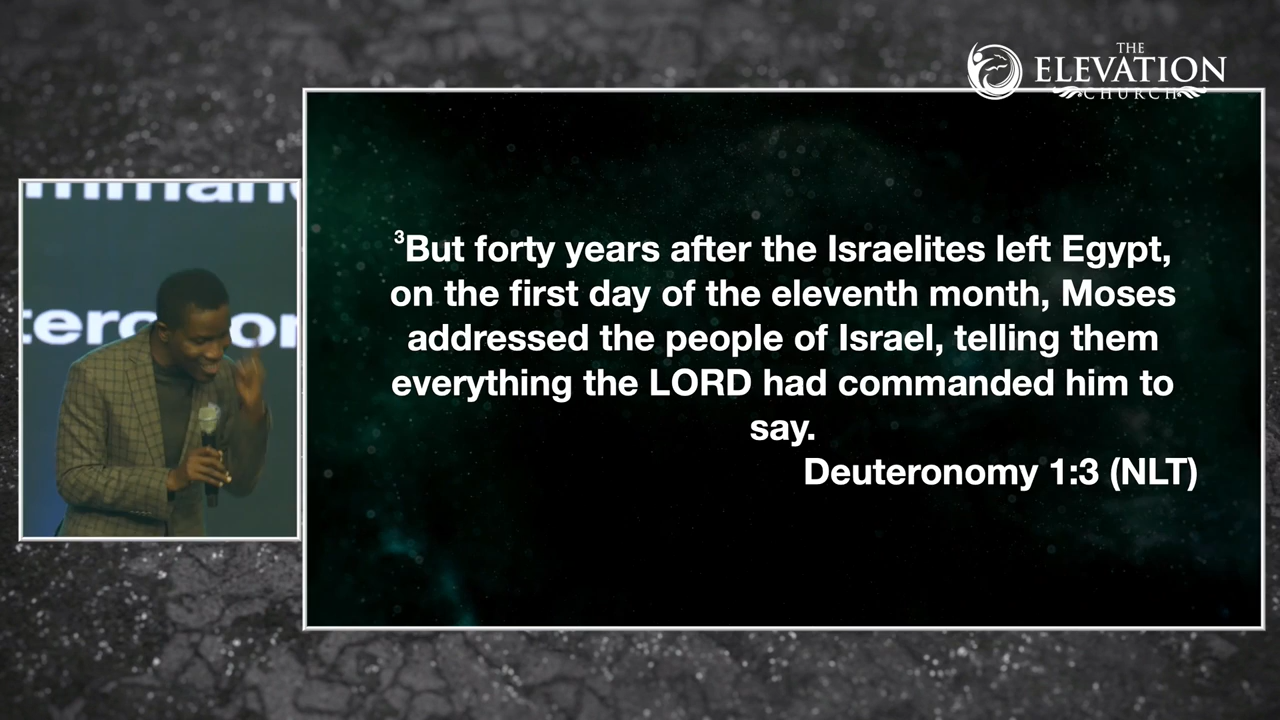 THE
ELEVATION
CHURCH
³But forty years after the Israelites left Egypt,
on the first day of the eleventh month, Moses
addressed the people of Israel, telling them
everything the LORD had commanded him to
say.
Deuteronomy 1:3 (NLT)